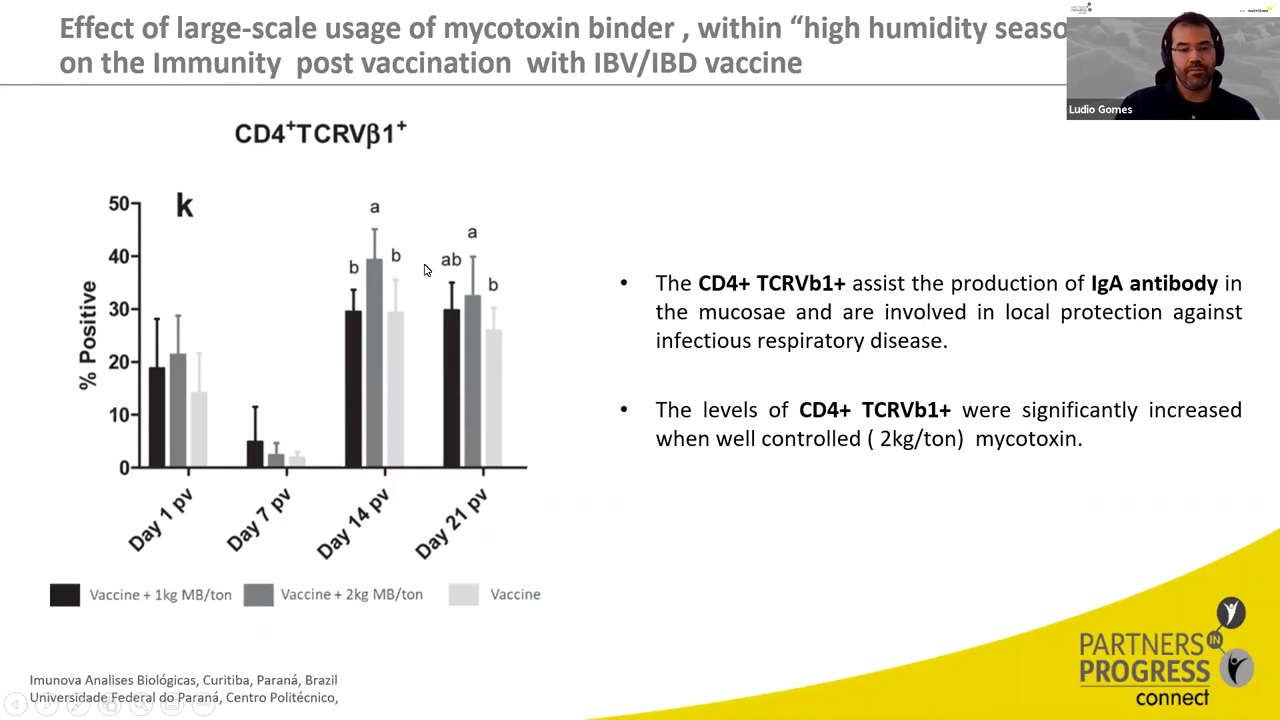 Effect of large-scale usage of mycotoxin binder , within “high humidity seaso
on the Immunity post vaccination with IBV/IBD vaccine
PARTNERS
connect
nutrition
Ludio Gomes
CD4⁺TCRVβ1⁺
k
50
40
30
20
10
0
% Positive
a
b
b
ab
a
b
Day 1 pv
Day 7 pv
Day 14 pv
Day 21 pv
Vaccine + 1kg MB/ton
Vaccine + 2kg MB/ton
Vaccine
• The CD4+ TCRVb1+ assist the production of IgA antibody in
the mucosae and are involved in local protection against
infectious respiratory disease.
• The levels of CD4+ TCRVb1+ were significantly increased
when well controlled ( 2kg/ton) mycotoxin.
Imunova Analises Biológicas, Curitiba, Paraná, Brazil
Universidade Federal do Paraná, Centro Politécnico,
PARTNERS IN
PROGRESS
connect